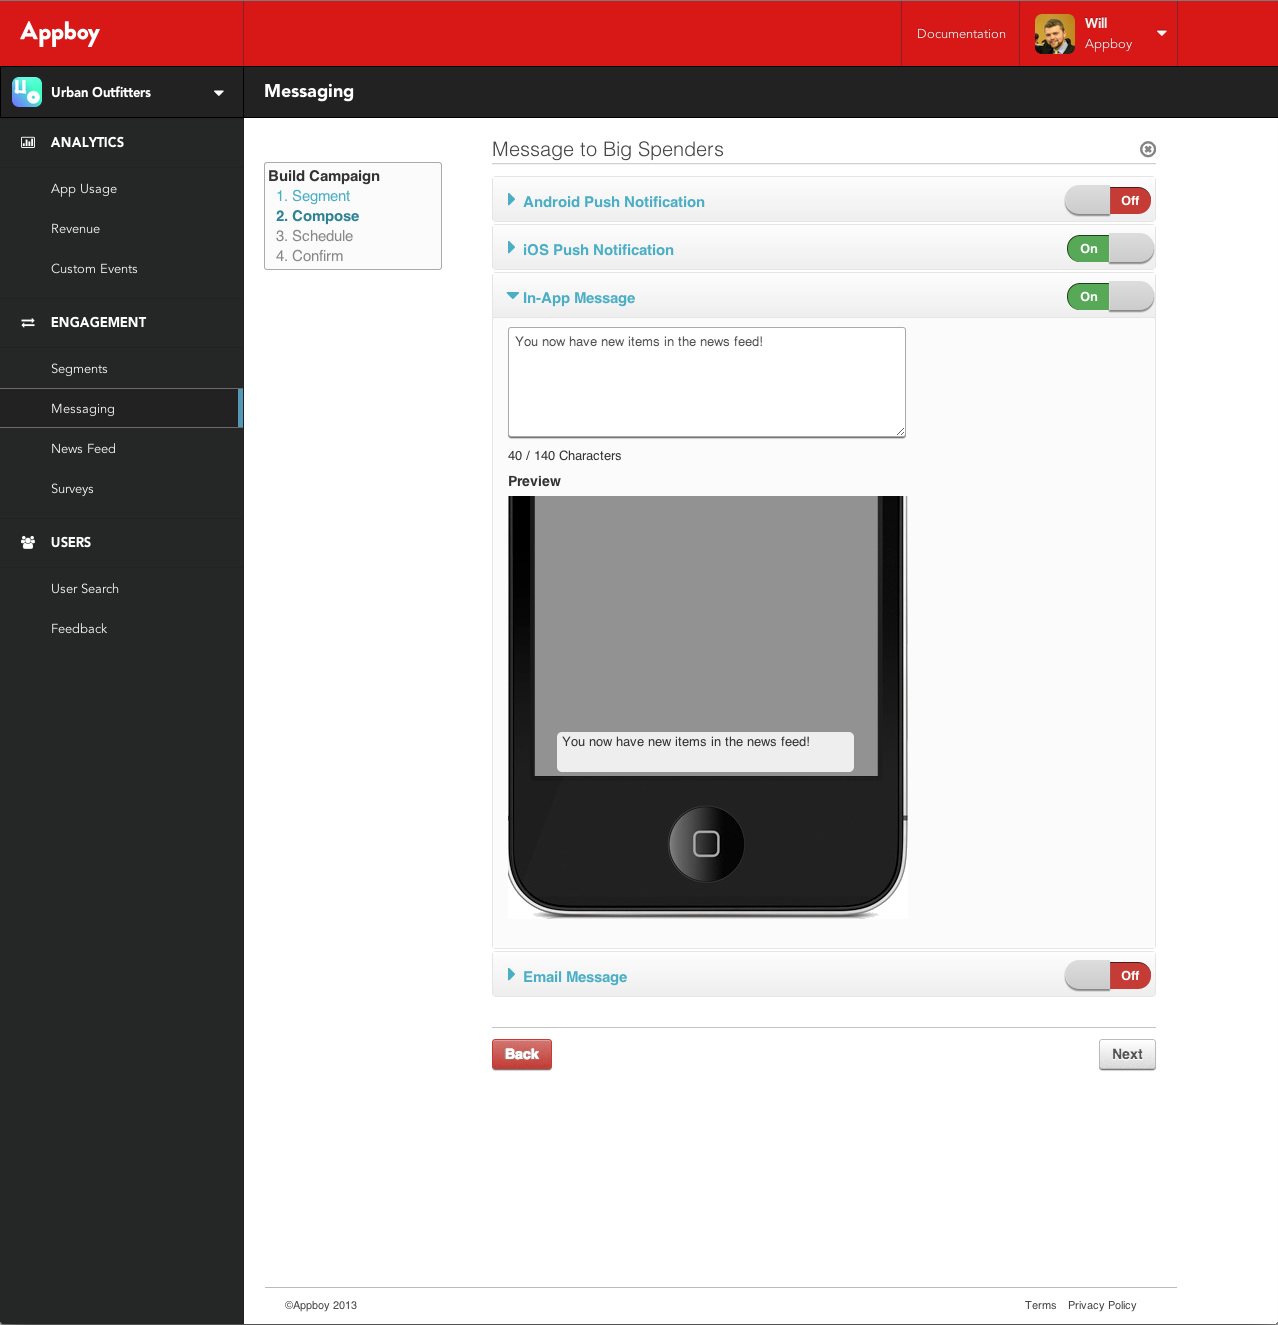 Appboy
Documentation
Will
Appboy
Urban Outfitters
Messaging
ANALYTICS
App Usage
Revenue
Custom Events
ENGAGEMENT
Segments
Messaging
News Feed
Surveys
USERS
User Search
Feedback
Build Campaign
1. Segment
2. Compose
3. Schedule
4. Confirm
Message to Big Spenders
Android Push Notification
Off
iOS Push Notification
On
In-App Message
On
You now have new items in the news feed!
40 / 140 Characters
Preview
You now have new items in the news feed!
Email Message
Off
Back
Next
©Appboy 2013
Terms Privacy Policy